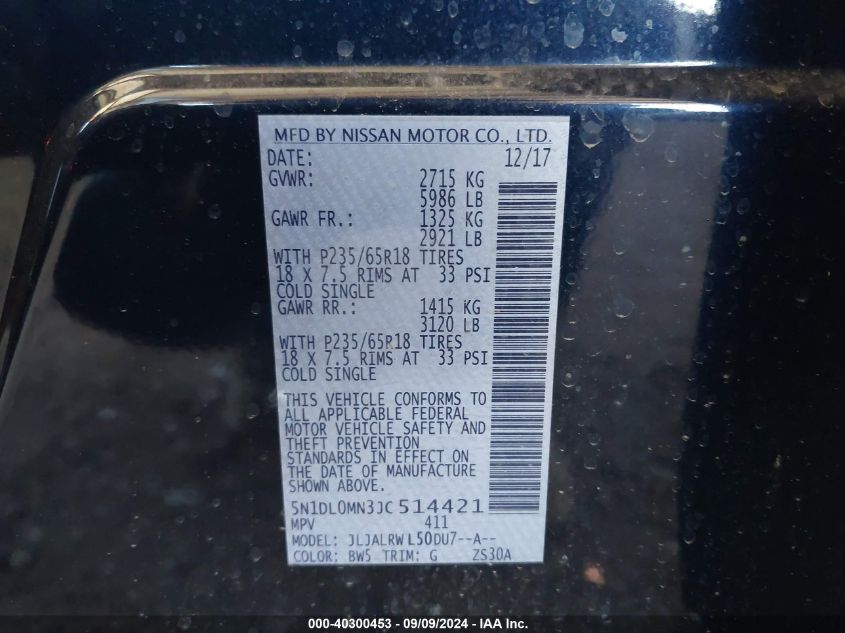 MFD BY NISSAN MOTOR CO., LTD.
DATE: 12/17
GVWR: 2715 KG
5986 LB
GAWR FR.: 1325 KG
2921 LB
WITH P235/65R18 TIRES
18 X 7.5 RIMS AT 33 PSI
COLD SINGLE
GAWR RR.: 1415 KG
3120 LB
WITH P235/65R18 TIRES
18 X 7.5 RIMS AT 33 PSI
COLD SINGLE
THIS VEHICLE CONFORMS TO
ALL APPLICABLE FEDERAL
MOTOR VEHICLE SAFETY AND
THEFT PREVENTION
STANDARDS IN EFFECT ON
THE DATE OF MANUFACTURE
SHOWN ABOVE.
5N1DL0MN3JC514421
MPV 411
MODEL: JLJALRWL50DU7--A--
COLOR: BW5 TRIM: G ZS30A
000-40300453 - 09/09/2024 - IAA Inc.